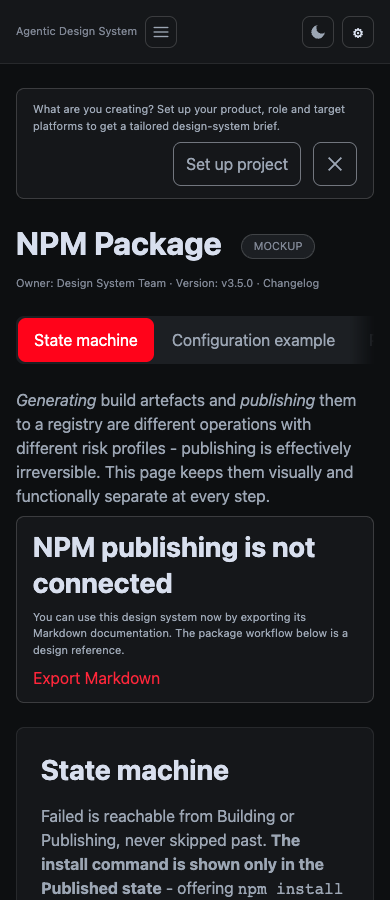 Agentic Design System
What are you creating? Set up your product, role and target
platforms to get a tailored design-system brief.
Set up project
NPM Package
MOCKUP
Owner: Design System Team · Version: v3.5.0 · Changelog
State machine
Configuration example
Generating build artefacts and publishing them
to a registry are different operations with
different risk profiles - publishing is effectively
irreversible. This page keeps them visually and
functionally separate at every step.
NPM publishing is not
connected
You can use this design system now by exporting its
Markdown documentation. The package workflow below is a
design reference.
Export Markdown
State machine
Failed is reachable from Building or
Publishing, never skipped past. The
install command is shown only in the
Published state - offering npm install